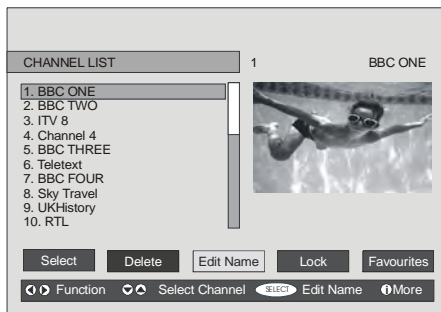 CHANNEL LIST
1 BBC ONE
1. BBC ONE
2. BBC TWO
3. ITV 8
4. Channel 4
5. BBC THREE
6. Teletext
7. BBC FOUR
8. Sky Travel
9. UKHistory
10. RTL
Select Delete Edit Name Lock Favourites
Function Select Channel SELECT Edit Name i More